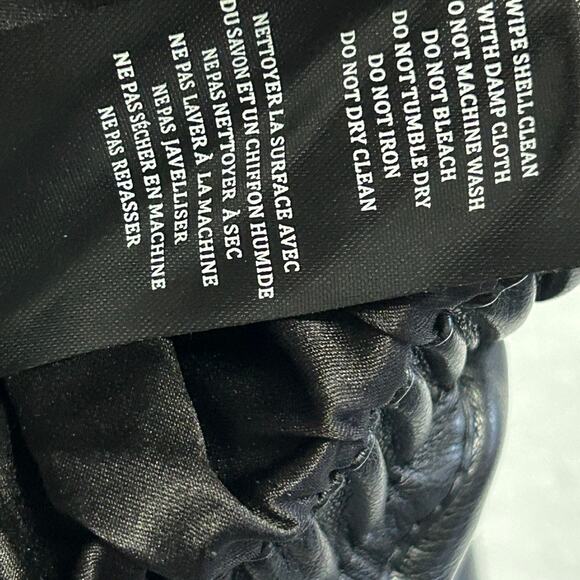 WIPE SHELL CLEAN
WITH DAMP CLOTH
DO NOT MACHINE WASH
DO NOT BLEACH
DO NOT TUMBLE DRY
DO NOT IRON
DO NOT DRY CLEAN
NETTOYER LA SURFACE AVEC
DU SAVON ET UN CHIFFON HUMIDE
NE PAS NETTOYER À SEC
NE PAS LAVER À LA MACHINE
NE PAS JAVELLISER
NE PAS SÉCHER EN MACHINE
NE PAS REPASSER